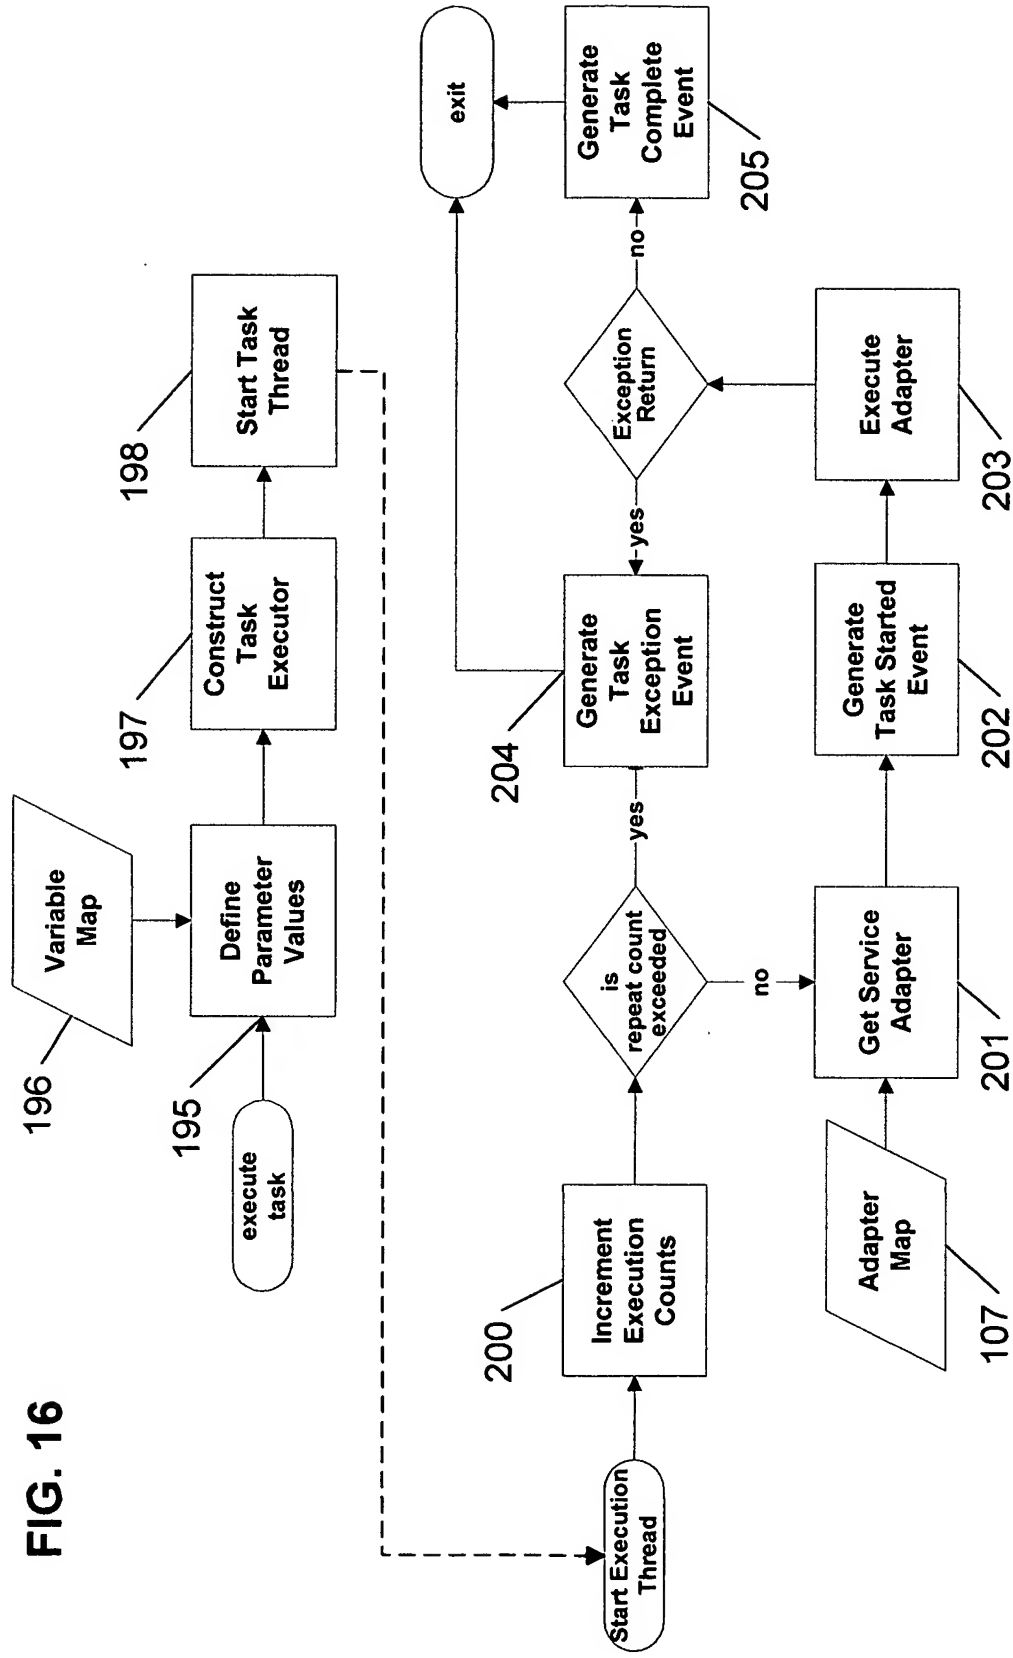 FIG. 16
196
Variable
Map
195
execute
task
Define
Parameter
Values
197
Construct
Task
Executor
198
Start Task
Thread
Start Execution
Thread
200
Increment
Execution
Counts
is
repeat count
exceeded
yes
no
204
Generate
Task
Exception
Event
yes
Exception
Return
no
Generate
Task
Complete
Event
205
exit
Adapter
Map
107
Get Service
Adapter
201
Generate
Task Started
Event
202
Execute
Adapter
203